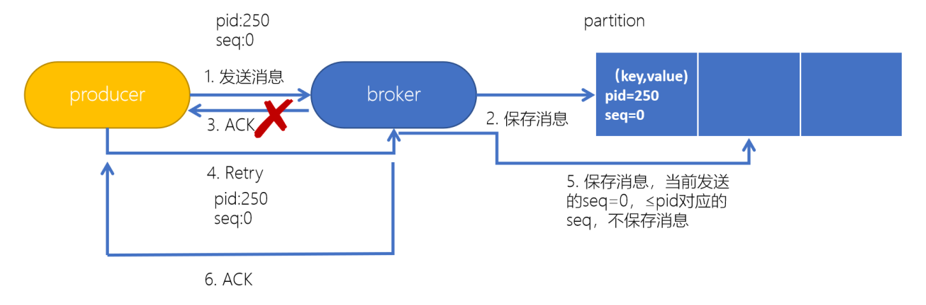 pid:250
seq:0
partition
producer
1. 发送消息
broker
(key,value)
pid=250
seq=0
3. ACK
2. 保存消息
4. Retry
pid:250
seq:0
5. 保存消息，当前发送
的seq=0，≤pid对应的
seq，不保存消息
6. ACK